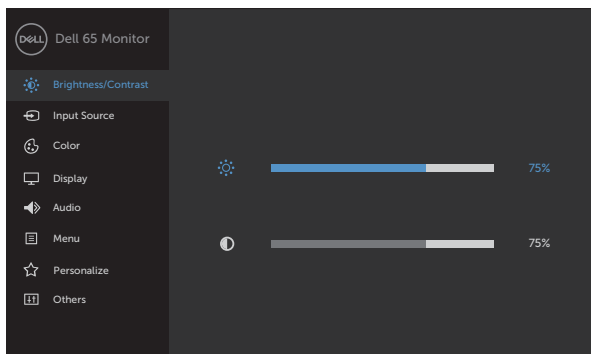 DELL
Dell 65 Monitor
Brightness/Contrast
Input Source
Color
Display
Audio
Menu
Personalize
Others
75%
75%